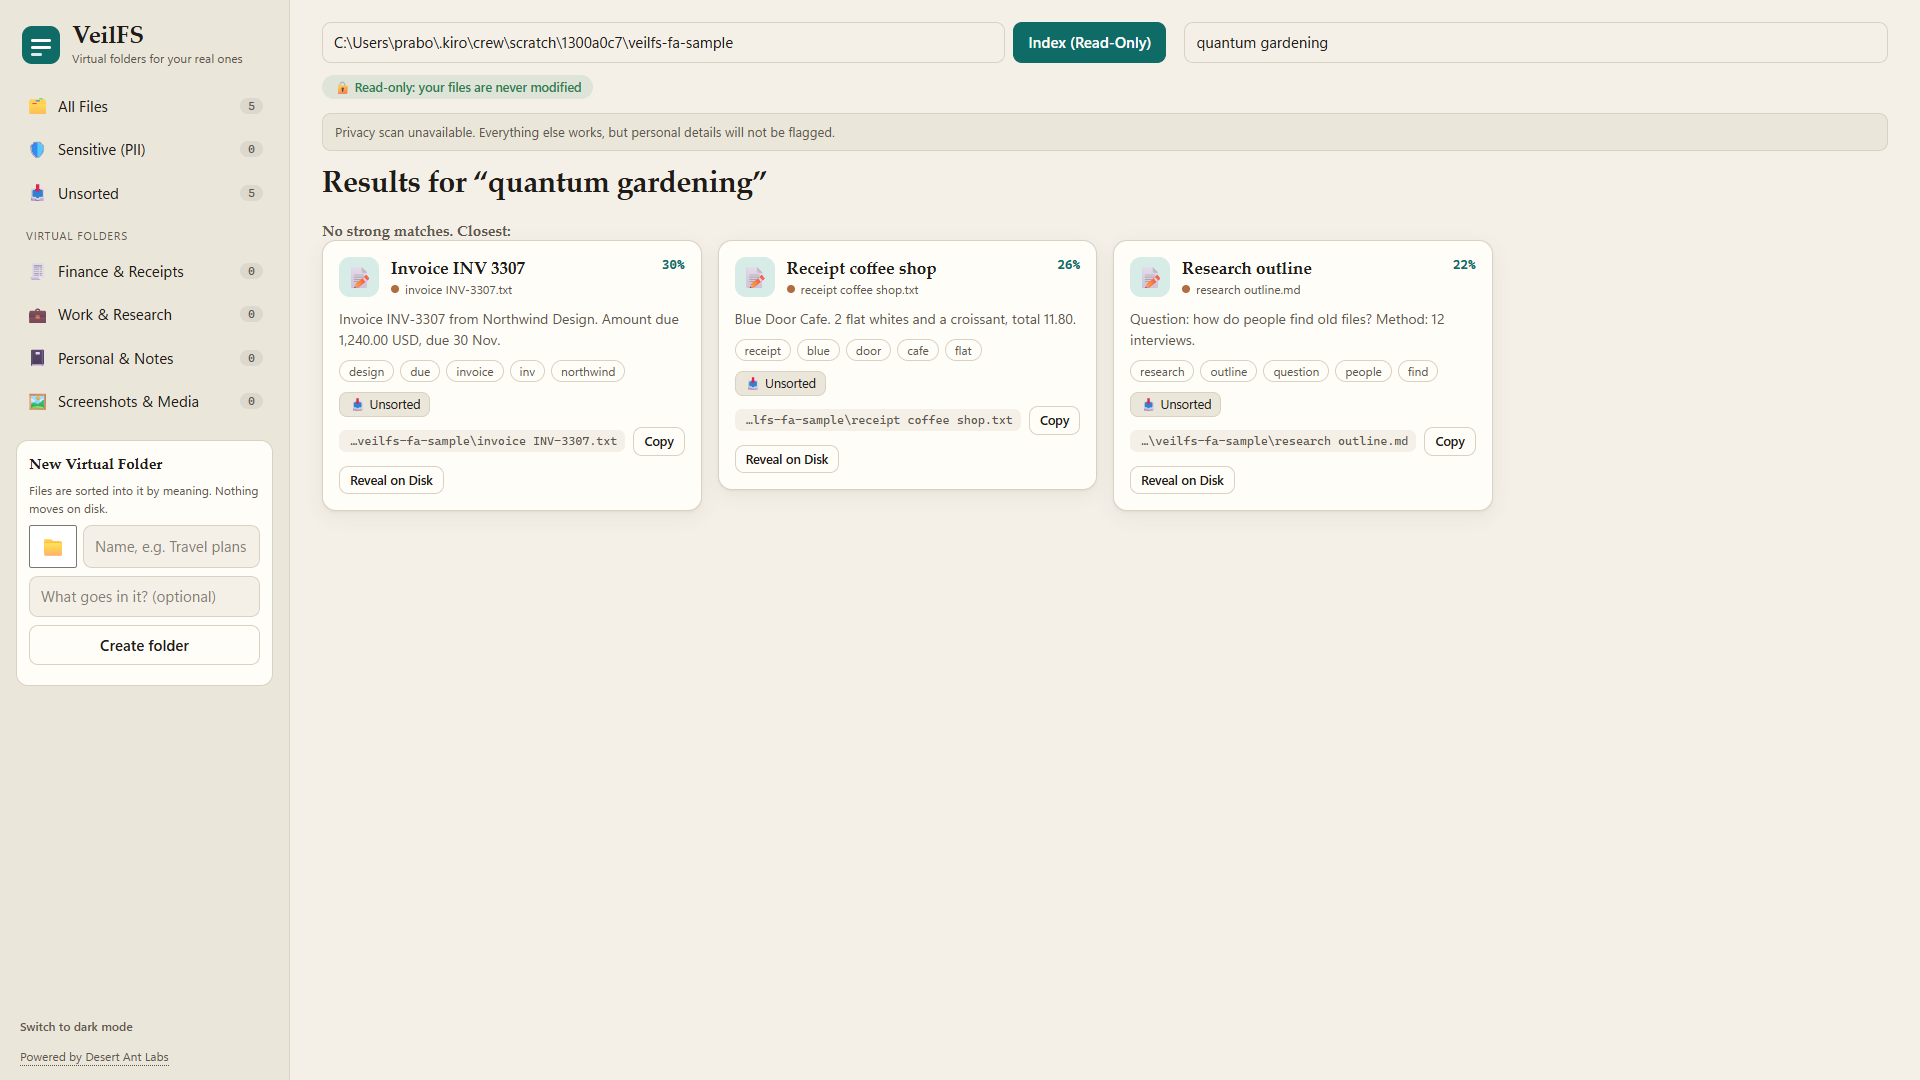 VeilFS
Virtual folders for your real ones
All Files 5
Sensitive (PII) 0
Unsorted 5
VIRTUAL FOLDERS
Finance & Receipts 0
Work & Research 0
Personal & Notes 0
Screenshots & Media 0
New Virtual Folder
Files are sorted into it by meaning. Nothing
moves on disk.
Name, e.g. Travel plans
What goes in it? (optional)
Create folder
Switch to dark mode
Powered by Desert Ant Labs
C:\Users\prabo\.kiro\crew\scratch\1300a0c7\veilfs-fa-sample
Index (Read-Only)
quantum gardening
Read-only: your files are never modified
Privacy scan unavailable. Everything else works, but personal details will not be flagged.
Results for “quantum gardening”
No strong matches. Closest:
Invoice INV 3307 30%
invoice INV-3307.txt
Invoice INV-3307 from Northwind Design. Amount due
1,240.00 USD, due 30 Nov.
design due invoice inv northwind
Unsorted
…veilfs-fa-sample\invoice INV-3307.txt Copy
Reveal on Disk
Receipt coffee shop 26%
receipt coffee shop.txt
Blue Door Cafe. 2 flat whites and a croissant, total 11.80.
receipt blue door cafe flat
Unsorted
…lfs-fa-sample\receipt coffee shop.txt Copy
Reveal on Disk
Research outline 22%
research outline.md
Question: how do people find old files? Method: 12
interviews.
research outline question people find
Unsorted
…\veilfs-fa-sample\research outline.md Copy
Reveal on Disk